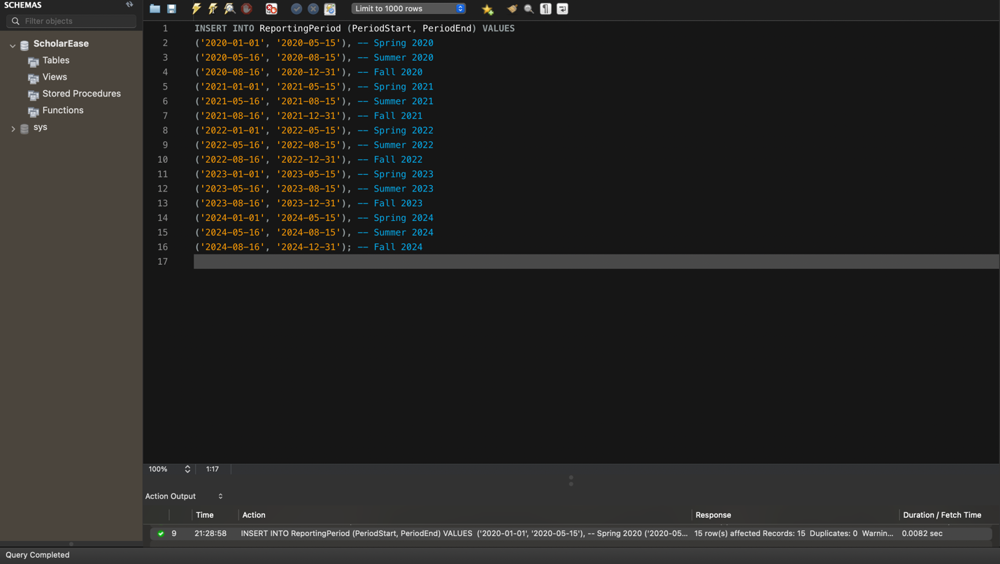 SCHEMAS
Filter objects
ScholarEase
Tables
Views
Stored Procedures
Functions
sys
Limit to 1000 rows
1 INSERT INTO ReportingPeriod (PeriodStart, PeriodEnd) VALUES
2 ('2020-01-01', '2020-05-15'), -- Spring 2020
3 ('2020-05-16', '2020-08-15'), -- Summer 2020
4 ('2020-08-16', '2020-12-31'), -- Fall 2020
5 ('2021-01-01', '2021-05-15'), -- Spring 2021
6 ('2021-05-16', '2021-08-15'), -- Summer 2021
7 ('2021-08-16', '2021-12-31'), -- Fall 2021
8 ('2022-01-01', '2022-05-15'), -- Spring 2022
9 ('2022-05-16', '2022-08-15'), -- Summer 2022
10 ('2022-08-16', '2022-12-31'), -- Fall 2022
11 ('2023-01-01', '2023-05-15'), -- Spring 2023
12 ('2023-05-16', '2023-08-15'), -- Summer 2023
13 ('2023-08-16', '2023-12-31'), -- Fall 2023
14 ('2024-01-01', '2024-05-15'), -- Spring 2024
15 ('2024-05-16', '2024-08-15'), -- Summer 2024
16 ('2024-08-16', '2024-12-31'); -- Fall 2024
17
100% 1:17
Action Output
Time Action Response Duration / Fetch Time
9 21:28:58 INSERT INTO ReportingPeriod (PeriodStart, PeriodEnd) VALUES ('2020-01-01', '2020-05-15'), -- Spring 2020 ('2020-05... 15 row(s) affected Records: 15 Duplicates: 0 Warnin... 0.0082 sec
Query Completed